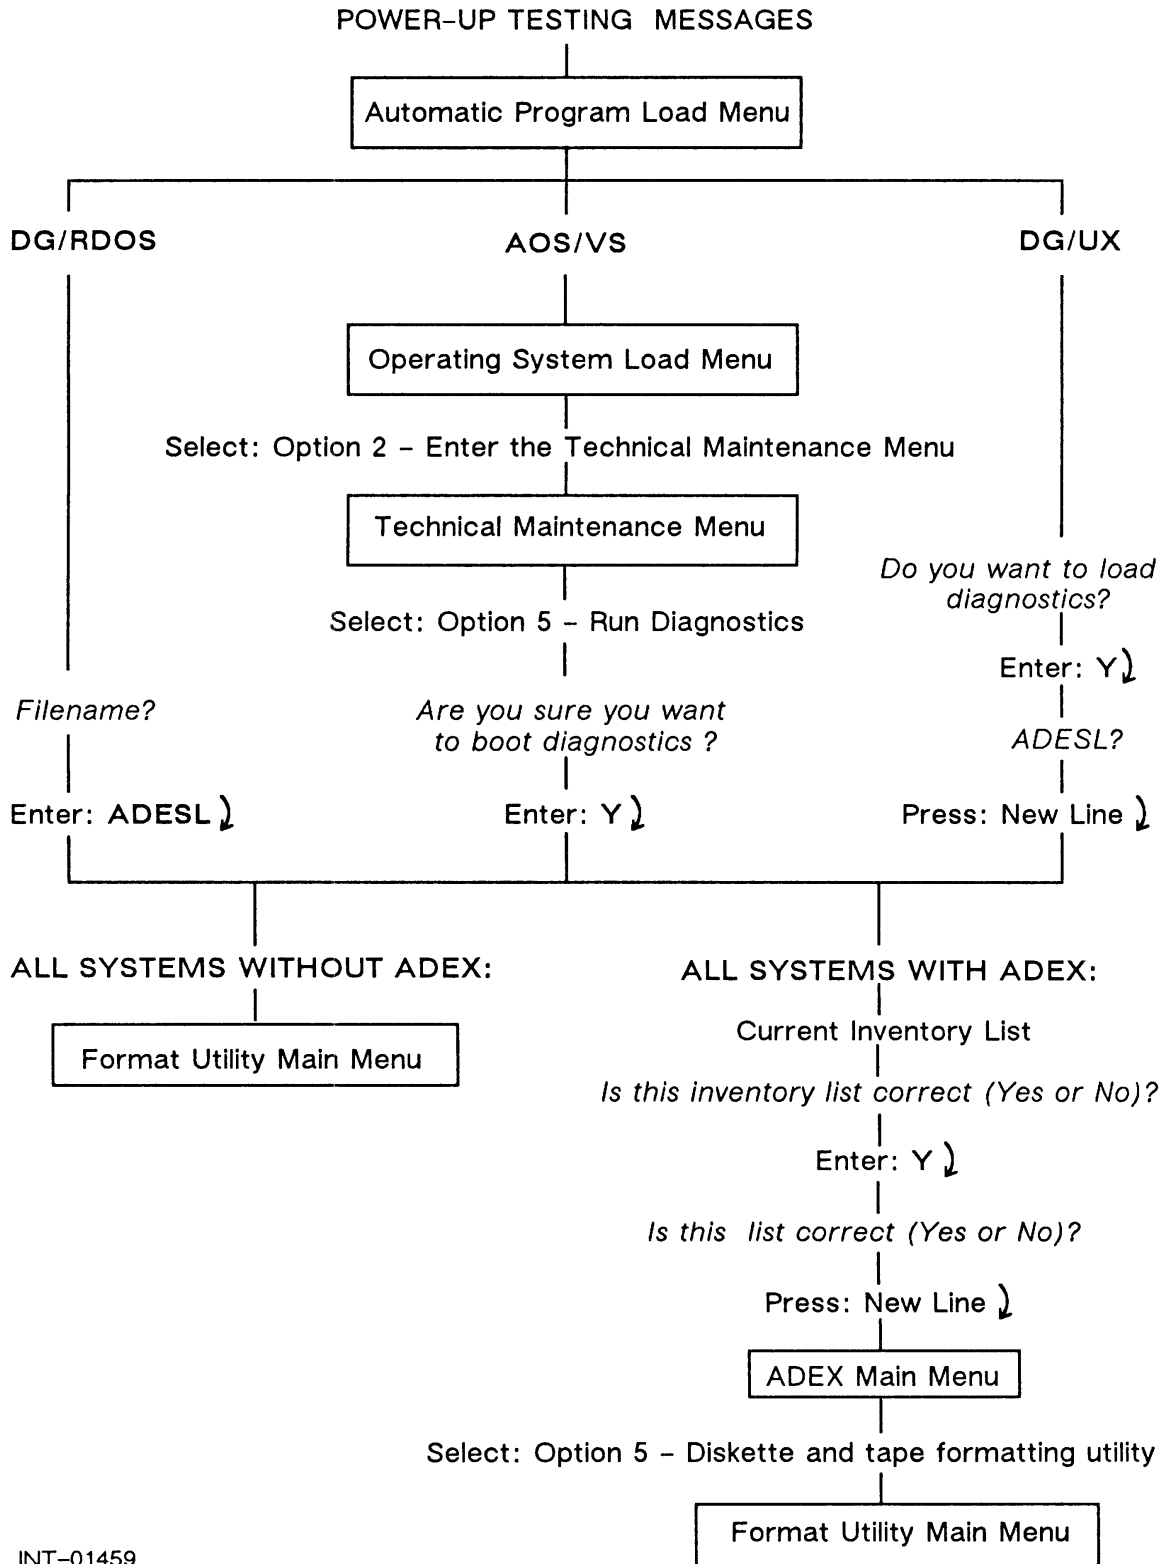 POWER-UP TESTING MESSAGES
Automatic Program Load Menu
DG/RDOS
AOS/VS
DG/UX
Operating System Load Menu
Select: Option 2 – Enter the Technical Maintenance Menu
Technical Maintenance Menu
Do you want to load
diagnostics?
Select: Option 5 – Run Diagnostics
Enter: Y
Filename?
Are you sure you want
to boot diagnostics ?
ADESL?
Enter: ADESL
Enter: Y
Press: New Line
ALL SYSTEMS WITHOUT ADEX:
Format Utility Main Menu
ALL SYSTEMS WITH ADEX:
Current Inventory List
Is this inventory list correct (Yes or No)?
Enter: Y
Is this list correct (Yes or No)?
Press: New Line
ADEX Main Menu
Select: Option 5 – Diskette and tape formatting utility
Format Utility Main Menu
INT-01459